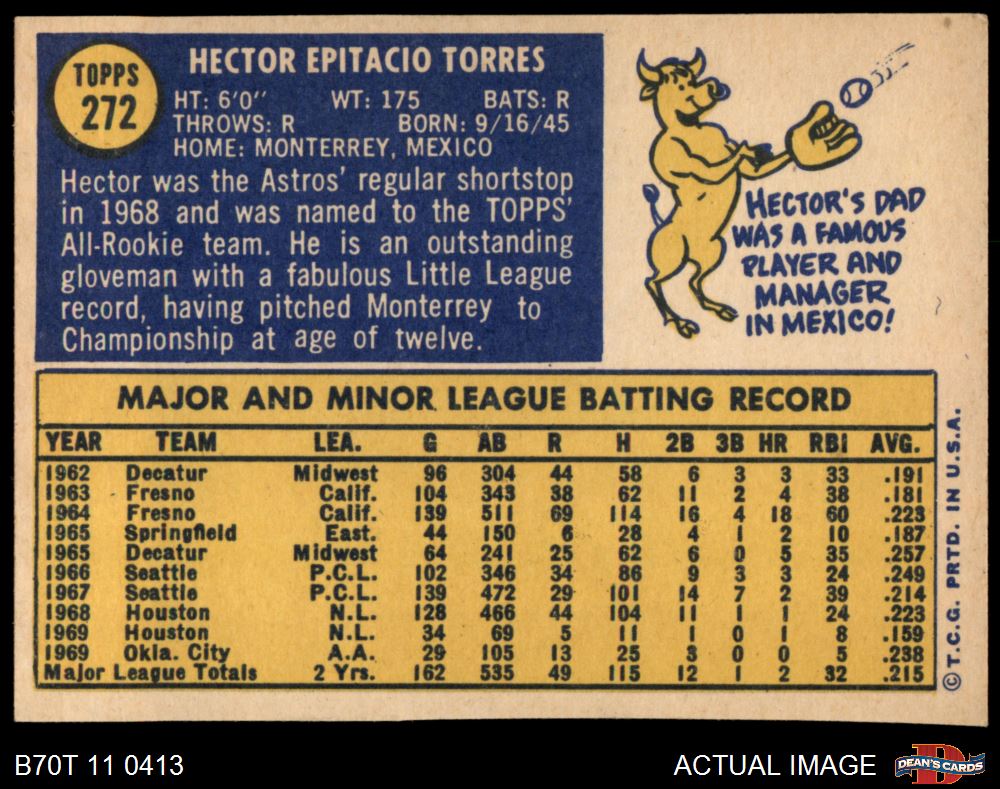 TOPPS
272
HECTOR EPITACIO TORRES
HT: 6'0" WT: 175 BATS: R
THROWS: R BORN: 9/16/45
HOME: MONTERREY, MEXICO
Hector was the Astros' regular shortstop
in 1968 and was named to the TOPPS'
All-Rookie team. He is an outstanding
gloveman with a fabulous Little League
record, having pitched Monterrey to
Championship at age of twelve.
HECTOR'S DAD
WAS A FAMOUS
PLAYER AND
MANAGER
IN MEXICO!
MAJOR AND MINOR LEAGUE BATTING RECORD
YEAR TEAM LEA. G AB R H 2B 3B HR RBI AVG.
1962 Decatur Midwest 96 304 44 58 6 3 3 33 .191
1963 Fresno Calif. 104 343 38 62 11 2 4 38 .181
1964 Fresno Calif. 139 511 69 114 16 4 18 60 .223
1965 Springfield East. 44 150 6 28 4 1 2 10 .187
1965 Decatur Midwest 64 241 25 62 6 0 5 35 .257
1966 Seattle P.C.L. 102 346 34 86 9 3 3 24 .249
1967 Seattle P.C.L. 139 472 29 101 14 7 2 39 .214
1968 Houston N.L. 128 466 44 104 11 1 1 24 .223
1969 Houston N.L. 34 69 5 11 1 0 1 8 .159
1969 Okla. City A.A. 29 105 13 25 3 0 0 5 .238
Major League Totals 2 Yrs. 162 535 49 115 12 1 2 32 .215
©T.C.G. PRTD. IN U.S.A.
B70T 11 0413 ACTUAL IMAGE
DEAN'S CARDS